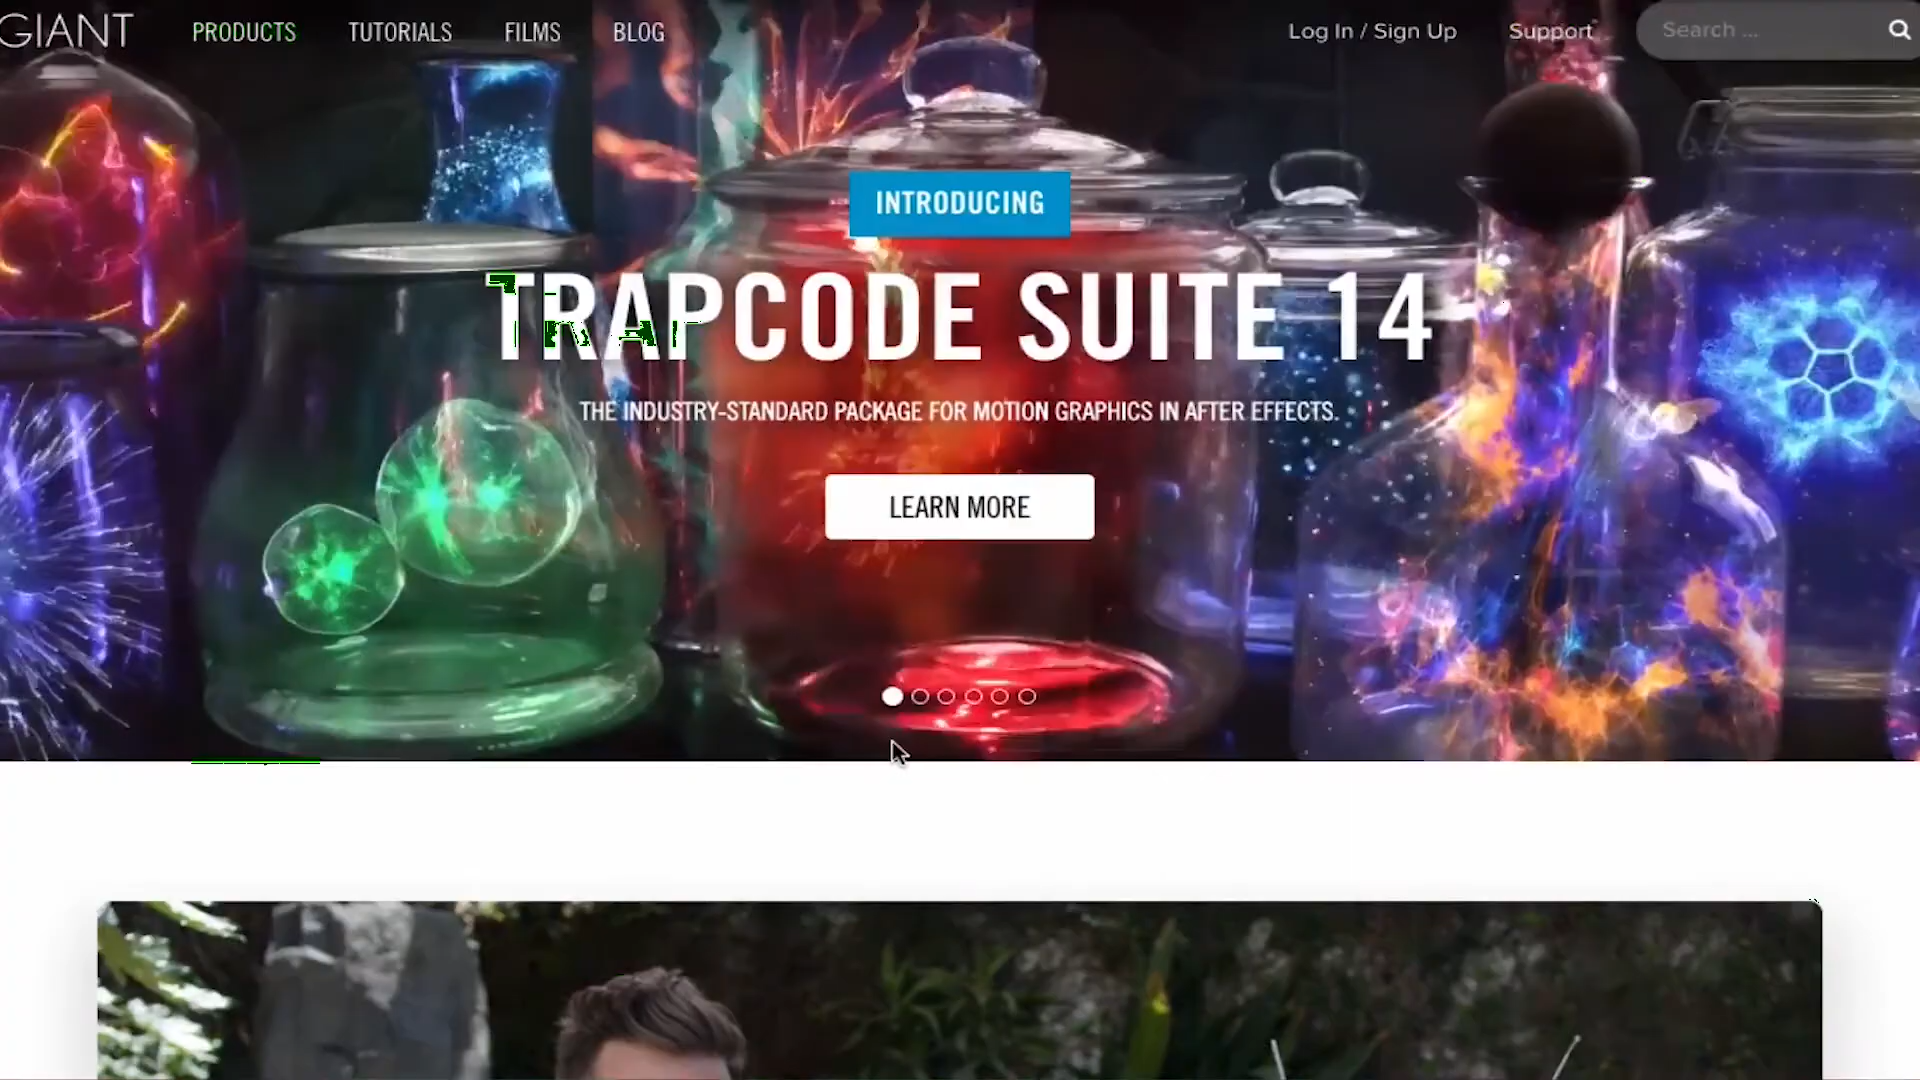 GIANT PRODUCTS TUTORIALS FILMS BLOG Log In / Sign Up Support Search ...
INTRODUCING
TRAPCODE SUITE 14
THE INDUSTRY-STANDARD PACKAGE FOR MOTION GRAPHICS IN AFTER EFFECTS.
LEARN MORE